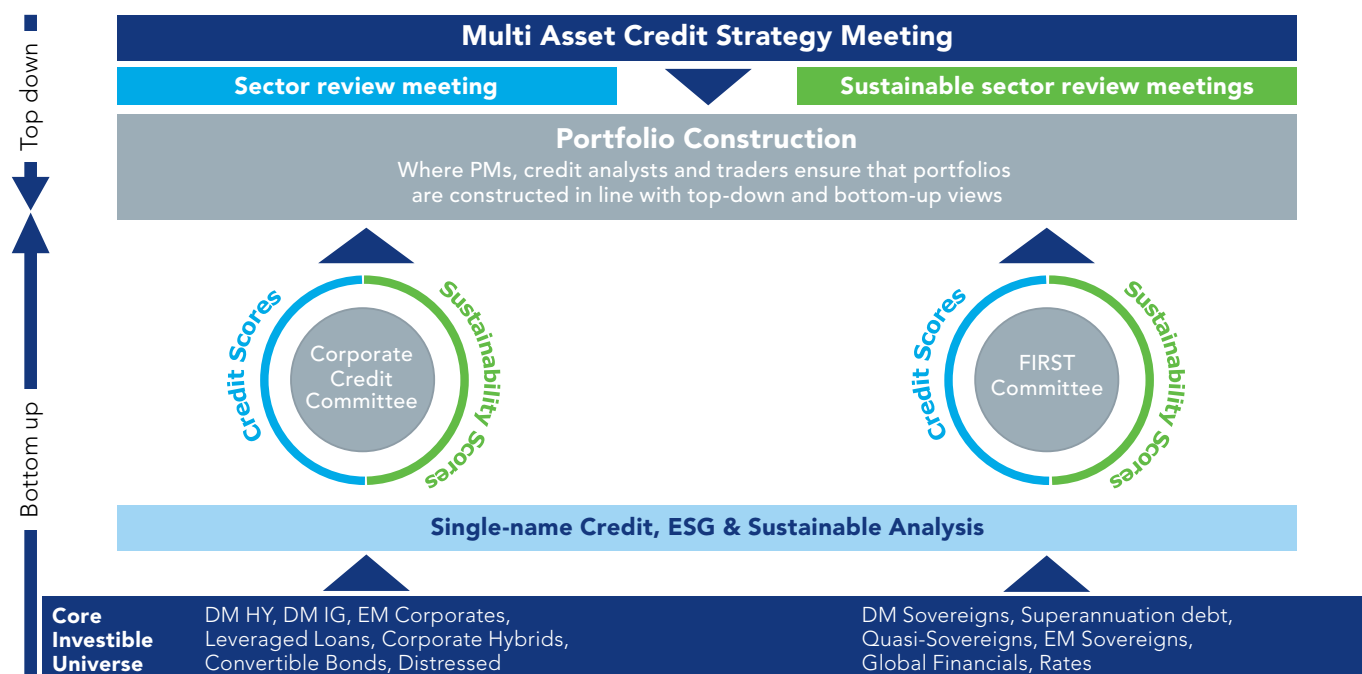 Multi Asset Credit Strategy Meeting
Sector review meeting
Sustainable sector review meetings
Top down
Portfolio Construction
Where PMs, credit analysts and traders ensure that portfolios
are constructed in line with top-down and bottom-up views
Bottom up
Credit Scores
Sustainability Scores
Corporate
Credit
Committee
Credit Scores
Sustainability Scores
FIRST
Committee
Single-name Credit, ESG & Sustainable Analysis
Core
Investible
Universe
DM HY, DM IG, EM Corporates,
Leveraged Loans, Corporate Hybrids,
Convertible Bonds, Distressed
DM Sovereigns, Superannuation debt,
Quasi-Sovereigns, EM Sovereigns,
Global Financials, Rates